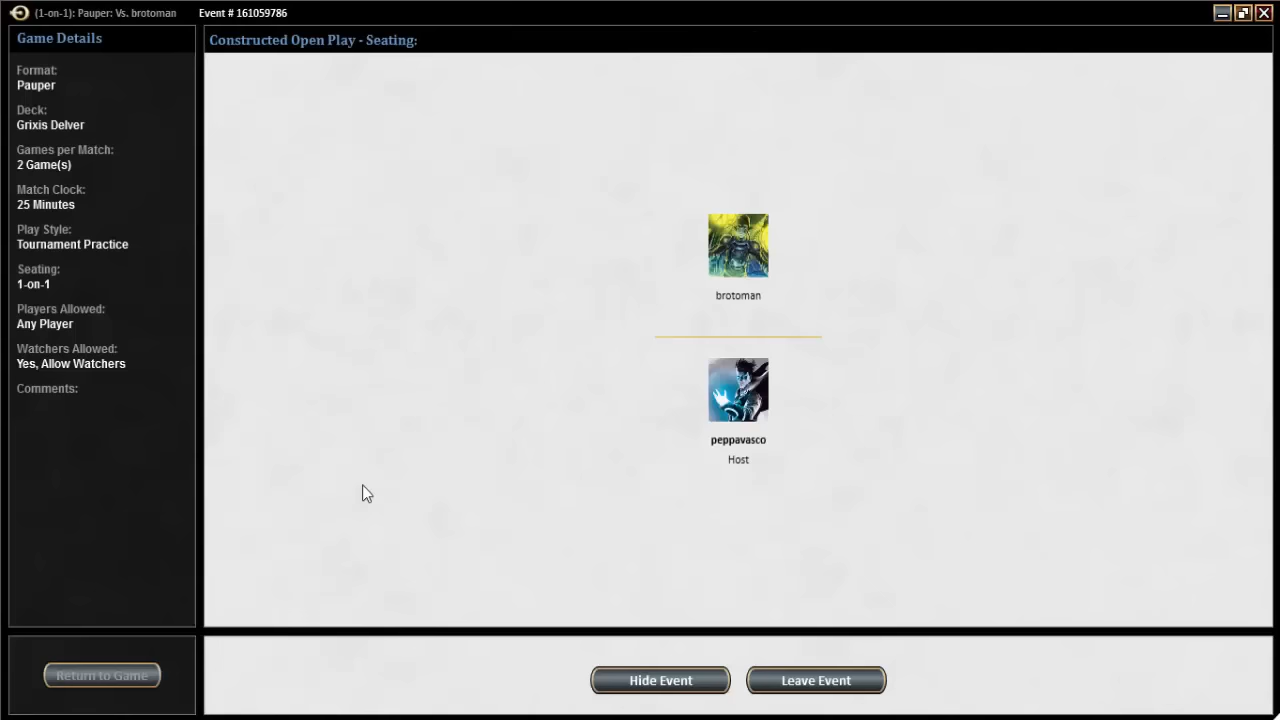 (1-on-1): Pauper: Vs. brotoman Event # 161059786
Game Details
Format:
Pauper
Deck:
Grixis Delver
Games per Match:
2 Game(s)
Match Clock:
25 Minutes
Play Style:
Tournament Practice
Seating:
1-on-1
Players Allowed:
Any Player
Watchers Allowed:
Yes, Allow Watchers
Comments:
Return to Game
Constructed Open Play - Seating:
brotoman
peppavasco
Host
Hide Event Leave Event